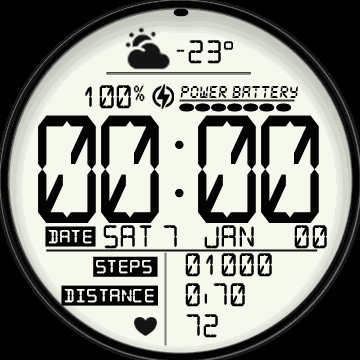 -23°
100% POWER BATTERY
00:00
DATE SAT 7 JAN 00
STEPS 01000
DISTANCE 0,70
72